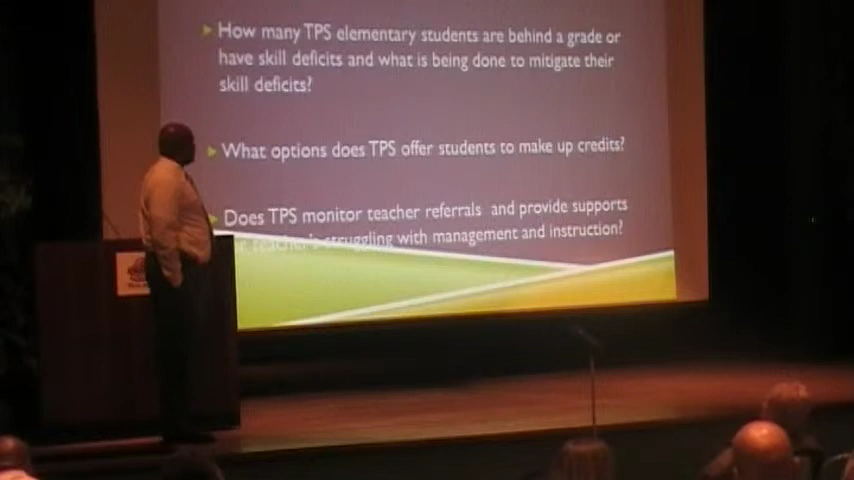 How many TPS elementary students are behind a grade or
have skill deficits and what is being done to mitigate their
skill deficits?
What options does TPS offer students to make up credits?
Does TPS monitor teacher referrals and provide supports
teacher's struggling with management and instruction?